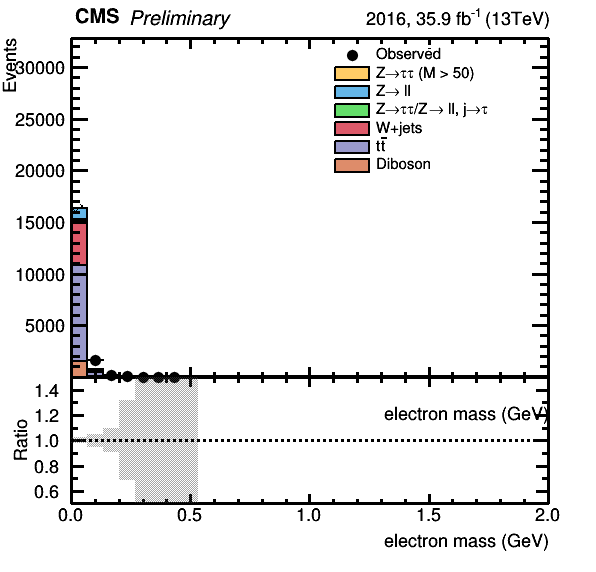 CMS Preliminary 2016, 35.9 fb⁻¹ (13TeV)
Events
30000
25000
20000
15000
10000
5000
Observed
Z→ττ (M > 50)
Z→ ll
Z→ττ/Z→ ll, j→τ
W+jets
tt̄
Diboson
Ratio
1.4
1.2
1.0
0.8
0.6
electron mass (GeV)
0.0 0.5 1.0 1.5 2.0
electron mass (GeV)